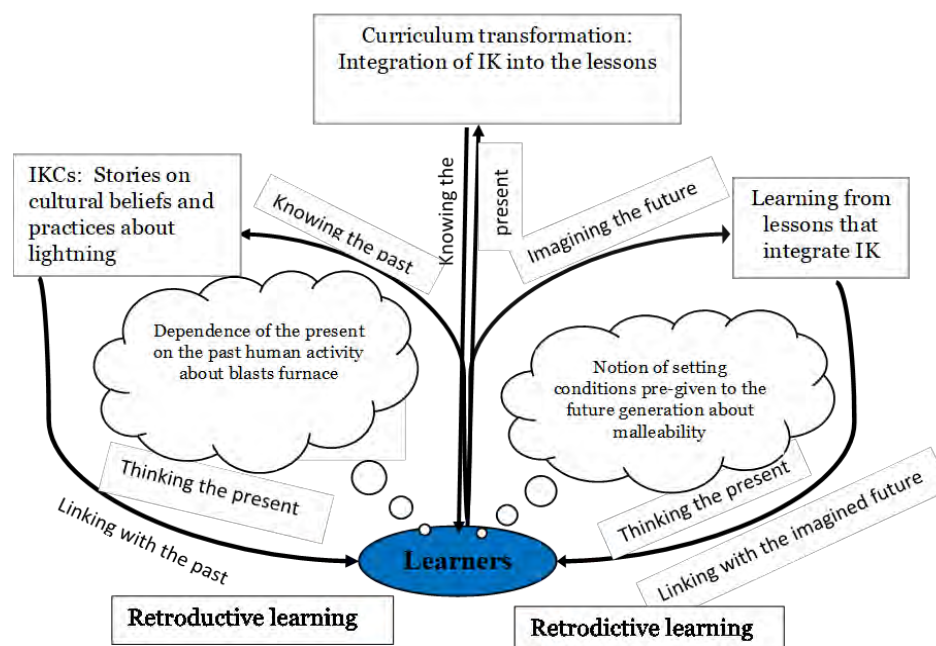 Curriculum transformation:
Integration of IK into the lessons
IKCs:  Stories on
cultural beliefs and
practices about
lightning
Knowing the past
Knowing the
present
Imagining the future
Learning from
lessons that
integrate IK
Dependence of the present
on the past human activity
about blasts furnace
Notion of setting
conditions pre-given to the
future generation about
malleability
Thinking the present
Linking with the past
Thinking the present
Linking with the imagined future
Learners
Retroductive learning
Retrodictive learning